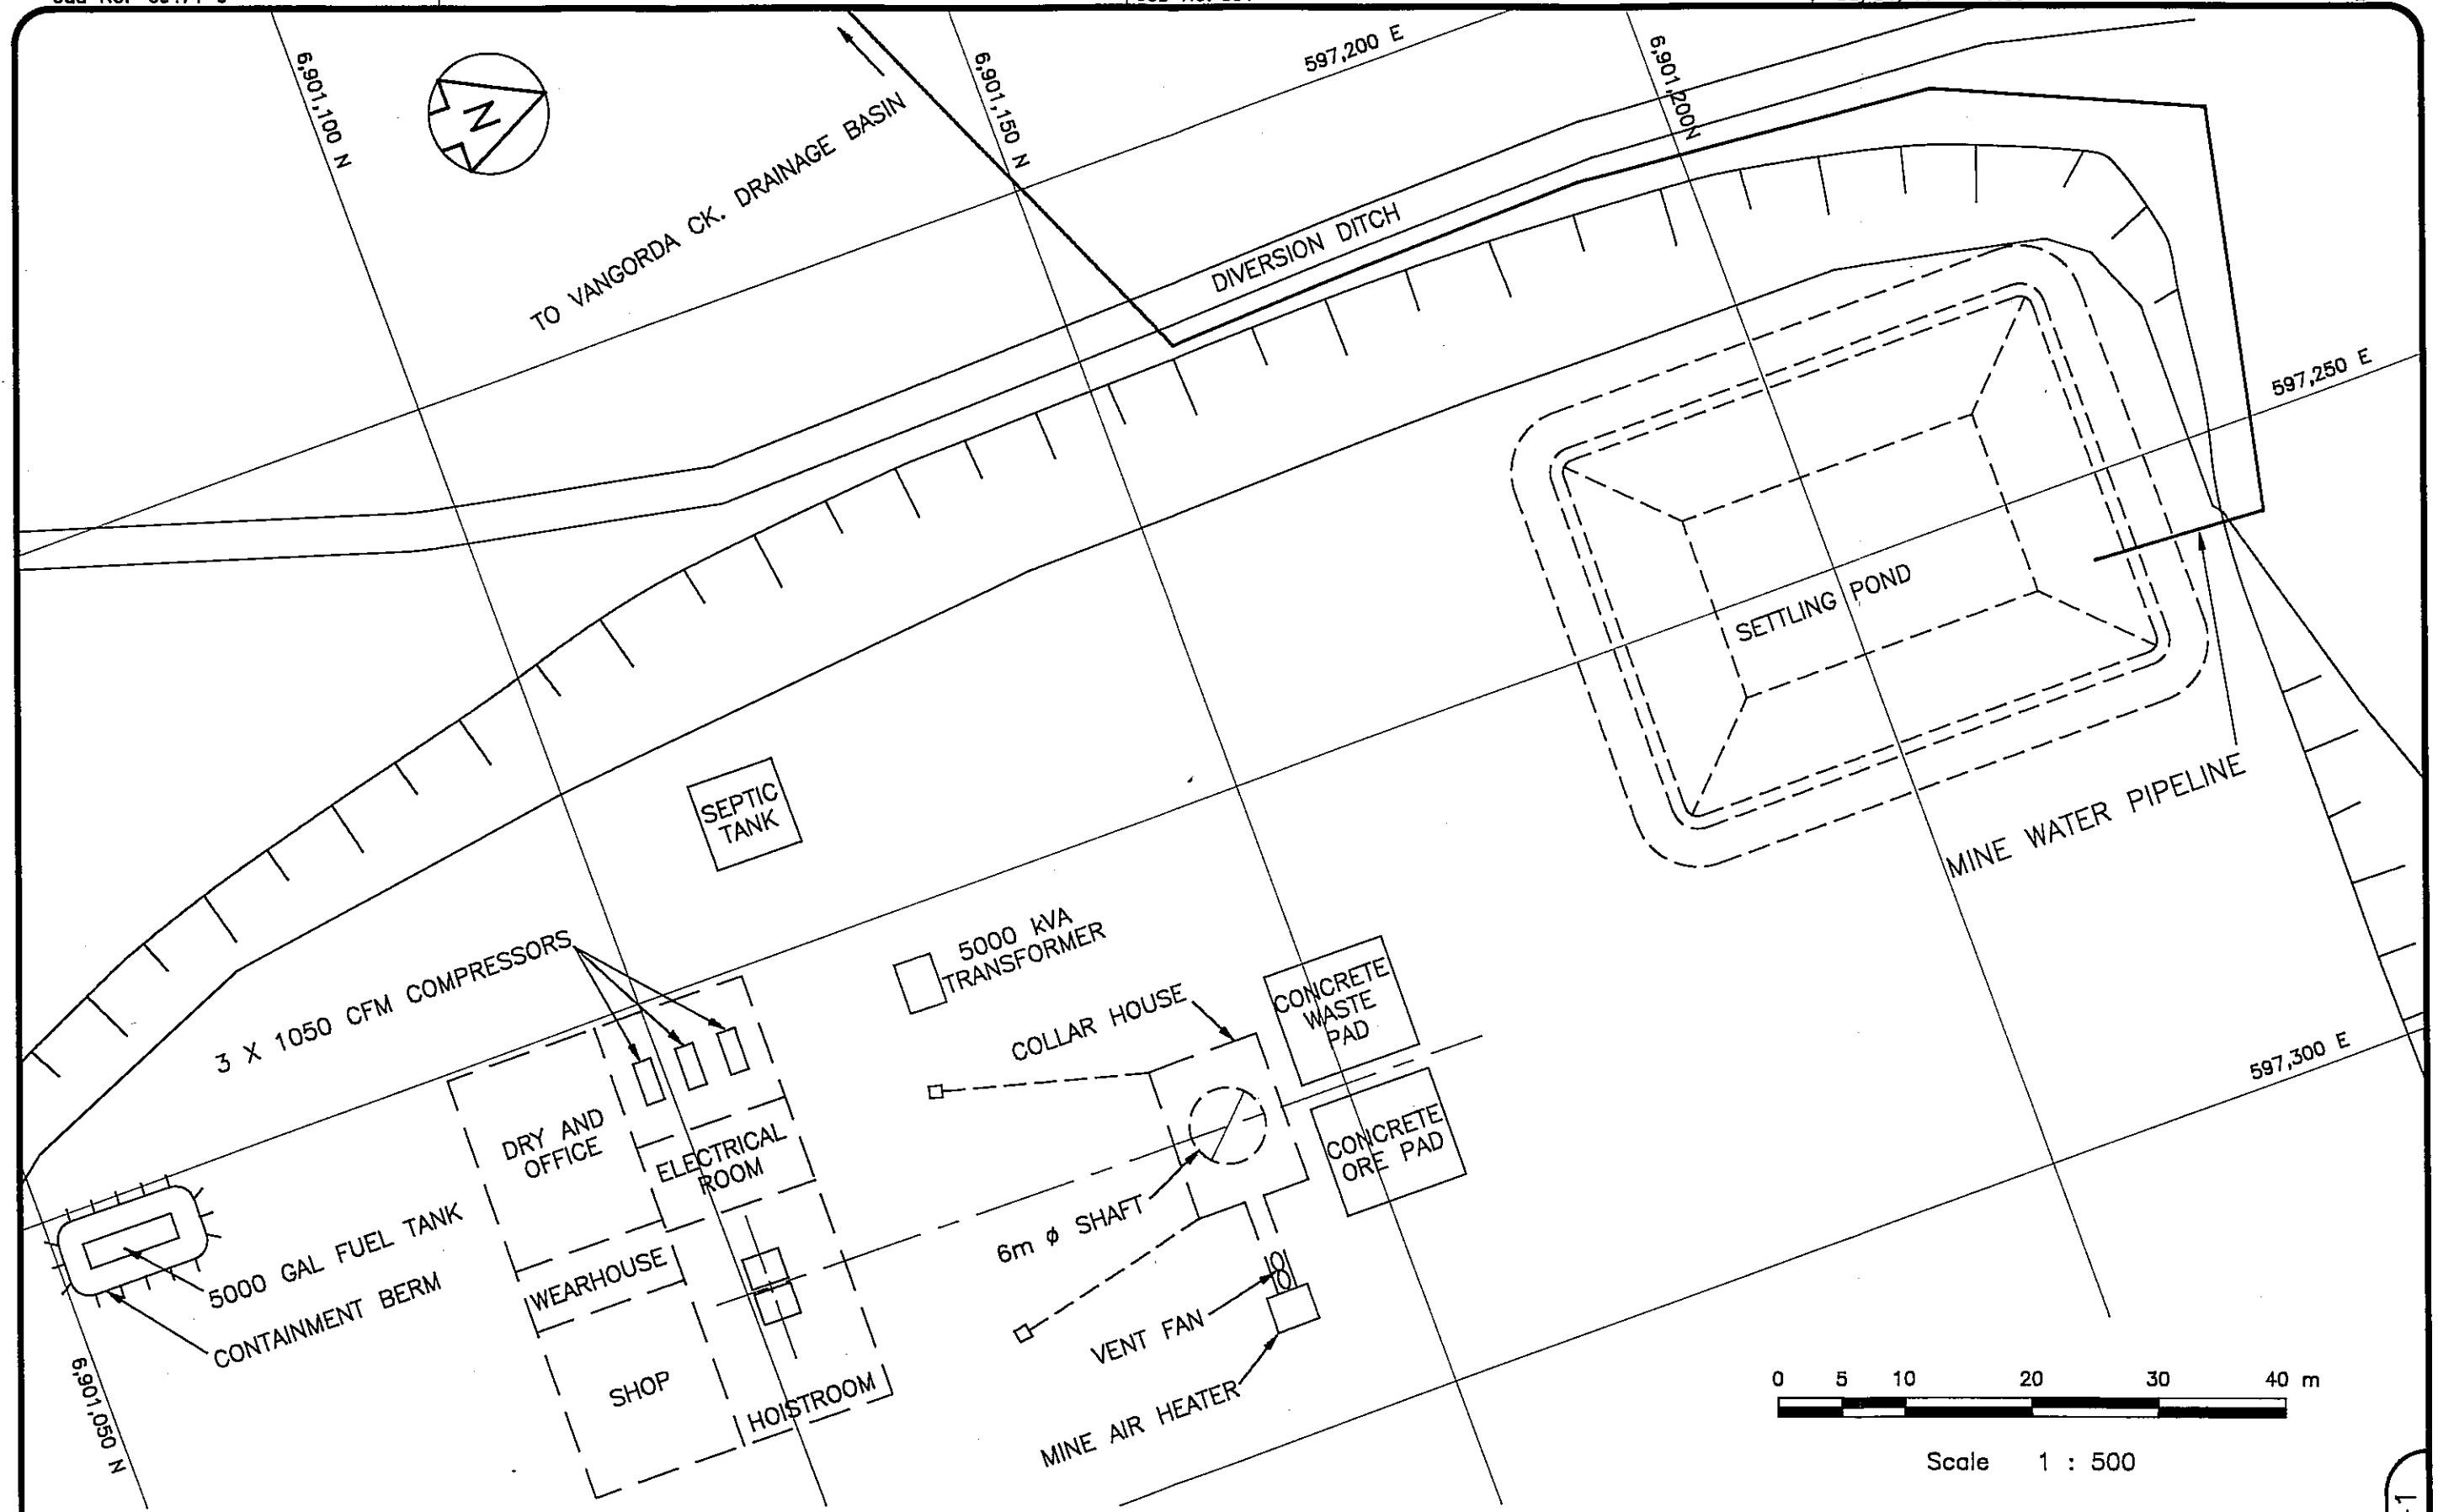 6,901,100 N
N
TO VANGORDA CK. DRAINAGE BASIN
6,901,150 N
597,200 E
6,901,200N
DIVERSION DITCH
597,250 E
SETTLING POND
MINE WATER PIPELINE
SEPTIC
TANK
5000 kVA
TRANSFORMER
3 X 1050 CFM COMPRESSORS
COLLAR HOUSE
CONCRETE
WASTE
PAD
CONCRETE
ORE PAD
597,300 E
DRY AND
OFFICE
ELECTRICAL
ROOM
6m ϕ SHAFT
5000 GAL FUEL TANK
CONTAINMENT BERM
WEARHOUSE
VENT FAN
SHOP
HOISTROOM
MINE AIR HEATER
6,901,050 N
0 5 10 20 30 40 m
Scale 1 : 500